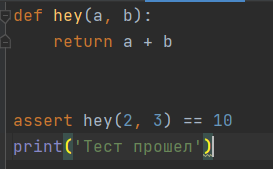 def hey(a, b):
    return a + b
assert hey(2, 3) == 10
print('Тест прошел')